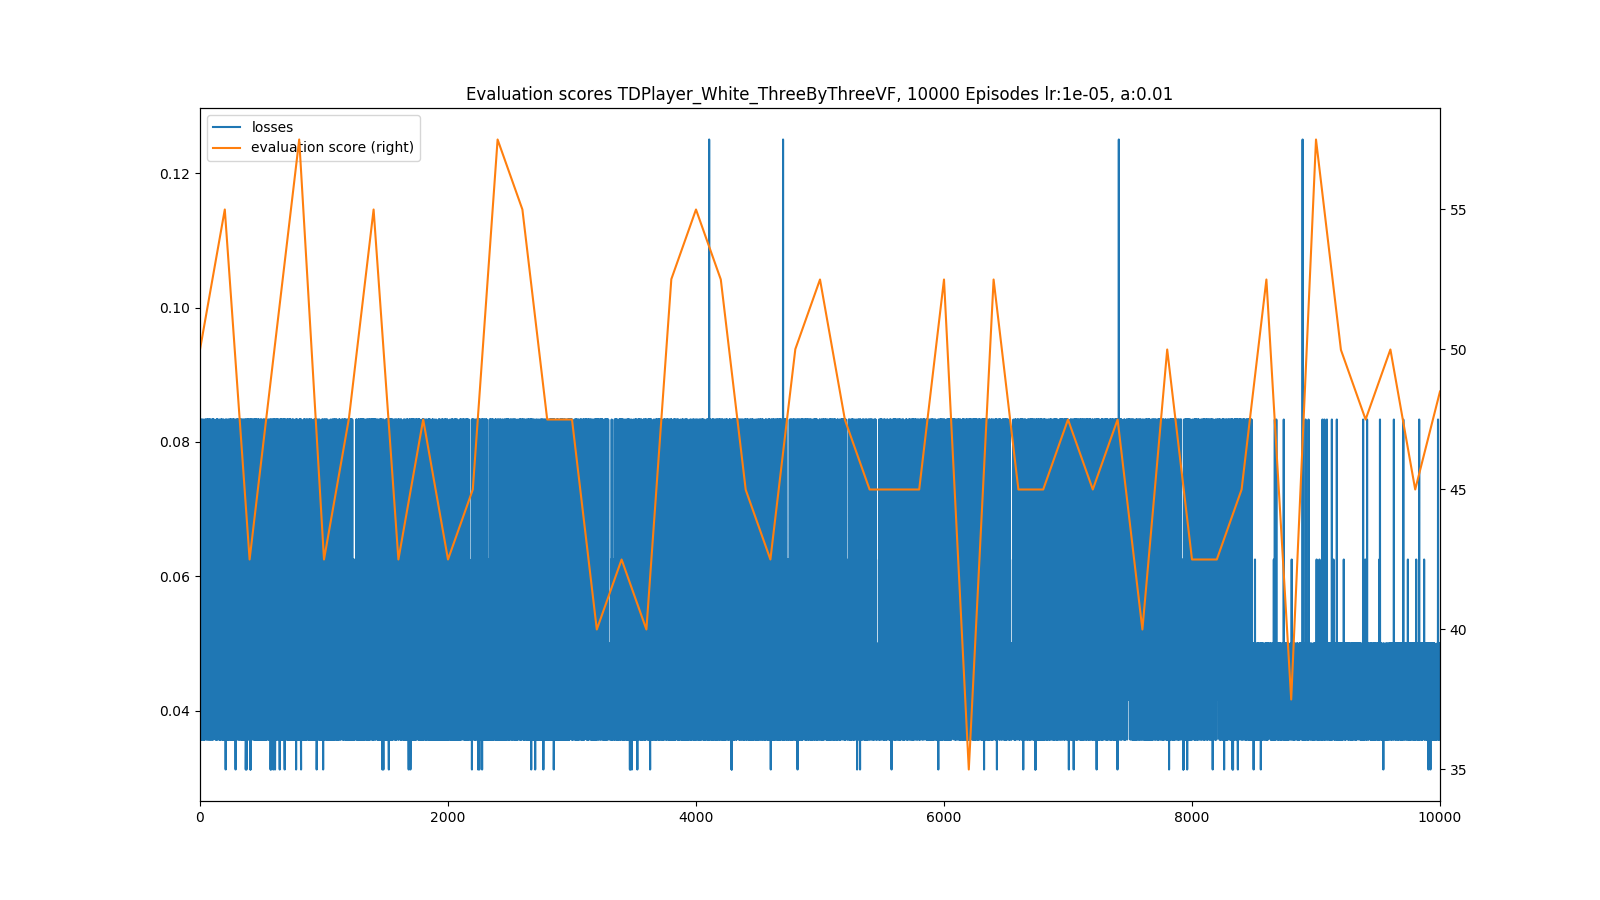 Evaluation scores TDPlayer_White_ThreeByThreeVF, 10000 Episodes lr:1e-05, a:0.01
losses
evaluation score (right)
0.12
0.10
0.08
0.06
0.04
55
50
45
40
35
0 2000 4000 6000 8000 10000